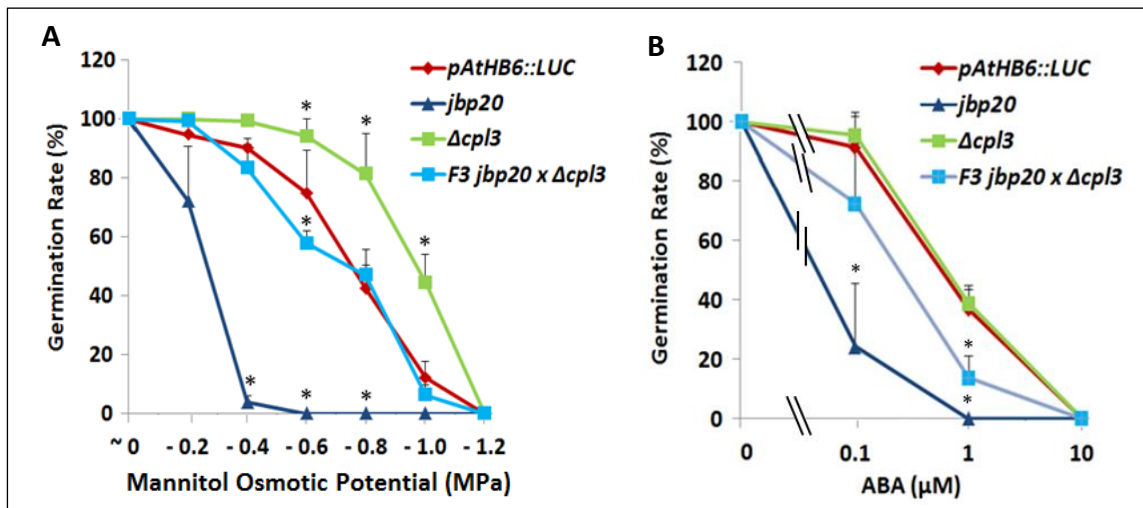 A
120
100
80
60
40
20
0
Germination Rate (%)
~ 0
- 0.2
- 0.4
- 0.6
- 0.8
- 1.0
- 1.2
Mannitol Osmotic Potential (MPa)
pAtHB6::LUC
jbp20
Δcpl3
F3 jbp20 x Δcpl3
*
*
*
*
*
*
*
B
120
100
80
60
40
20
0
Germination Rate (%)
0
0.1
1
10
ABA (µM)
pAtHB6::LUC
jbp20
Δcpl3
F3 jbp20 x Δcpl3
*
*
*